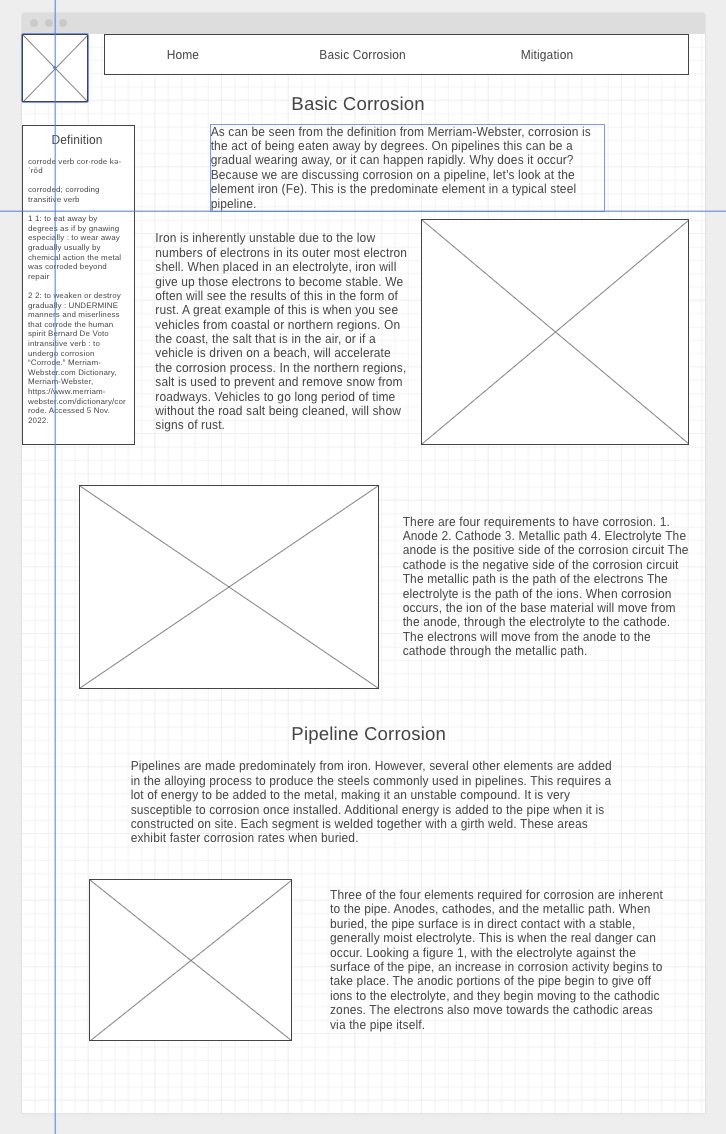 Home
Basic Corrosion
Mitigation
Basic Corrosion
Definition
corrode verb cor·rode kə-
ˈrōd
corroded; corroding
transitive verb
1 1: to eat away by
degrees as if by gnawing
especially : to wear away
gradually usually by
chemical action the metal
was corroded beyond
repair
2 2: to weaken or destroy
gradually : UNDERMINE
manners and miserliness
that corrode the human
spirit Bernard De Voto
intransitive verb : to
undergo corrosion
“Corrode.” Merriam-
Webster.com Dictionary,
Merriam-Webster,
https://www.merriam-
webster.com/dictionary/cor
rode. Accessed 5 Nov.
2022.
As can be seen from the definition from Merriam-Webster, corrosion is
the act of being eaten away by degrees. On pipelines this can be a
gradual wearing away, or it can happen rapidly. Why does it occur?
Because we are discussing corrosion on a pipeline, let's look at the
element iron (Fe). This is the predominate element in a typical steel
pipeline.
Iron is inherently unstable due to the low
numbers of electrons in its outer most electron
shell. When placed in an electrolyte, iron will
give up those electrons to become stable. We
often will see the results of this in the form of
rust. A great example of this is when you see
vehicles from coastal or northern regions. On
the coast, the salt that is in the air, or if a
vehicle is driven on a beach, will accelerate
the corrosion process. In the northern regions,
salt is used to prevent and remove snow from
roadways. Vehicles to go long period of time
without the road salt being cleaned, will show
signs of rust.
There are four requirements to have corrosion. 1.
Anode 2. Cathode 3. Metallic path 4. Electrolyte The
anode is the positive side of the corrosion circuit The
cathode is the negative side of the corrosion circuit
The metallic path is the path of the electrons The
electrolyte is the path of the ions. When corrosion
occurs, the ion of the base material will move from
the anode, through the electrolyte to the cathode.
The electrons will move from the anode to the
cathode through the metallic path.
Pipeline Corrosion
Pipelines are made predominately from iron. However, several other elements are added
in the alloying process to produce the steels commonly used in pipelines. This requires a
lot of energy to be added to the metal, making it an unstable compound. It is very
susceptible to corrosion once installed. Additional energy is added to the pipe when it is
constructed on site. Each segment is welded together with a girth weld. These areas
exhibit faster corrosion rates when buried.
Three of the four elements required for corrosion are inherent
to the pipe. Anodes, cathodes, and the metallic path. When
buried, the pipe surface is in direct contact with a stable,
generally moist electrolyte. This is when the real danger can
occur. Looking a figure 1, with the electrolyte against the
surface of the pipe, an increase in corrosion activity begins to
take place. The anodic portions of the pipe begin to give off
ions to the electrolyte, and they begin moving to the cathodic
zones. The electrons also move towards the cathodic areas
via the pipe itself.